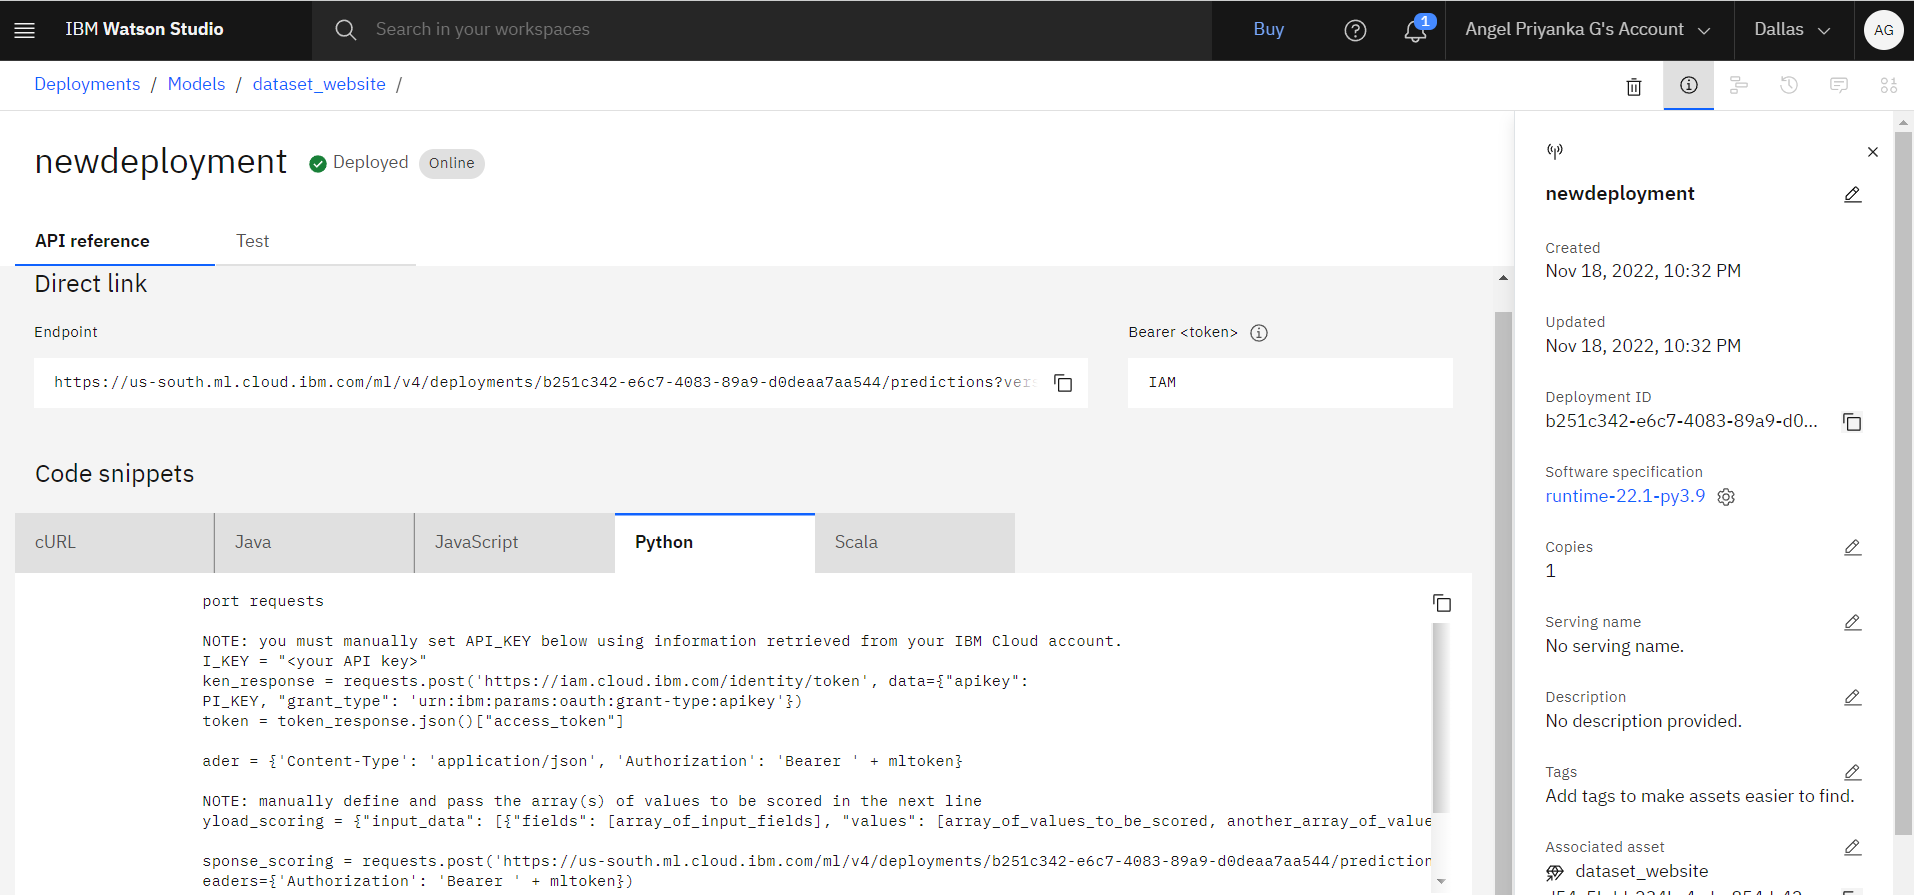 IBM Watson Studio
Search in your workspaces
Buy
1
Angel Priyanka G's Account
Dallas
AG
Deployments / Models / dataset_website /
newdeployment
Deployed
Online
API reference
Test
Direct link
Endpoint
https://us-south.ml.cloud.ibm.com/ml/v4/deployments/b251c342-e6c7-4083-89a9-d0deaa7aa544/predictions?vers
Bearer <token>
IAM
Code snippets
cURL
Java
JavaScript
Python
Scala
port requests
NOTE: you must manually set API_KEY below using information retrieved from your IBM Cloud account.
I_KEY = "<your API key>"
ken_response = requests.post('https://iam.cloud.ibm.com/identity/token', data={"apikey":
PI_KEY, "grant_type": 'urn:ibm:params:oauth:grant-type:apikey'})
token = token_response.json()["access_token"]
ader = {'Content-Type': 'application/json', 'Authorization': 'Bearer ' + mltoken}
NOTE: manually define and pass the array(s) of values to be scored in the next line
yload_scoring = {"input_data": [{"fields": [array_of_input_fields], "values": [array_of_values_to_be_scored, another_array_of_value
sponse_scoring = requests.post('https://us-south.ml.cloud.ibm.com/ml/v4/deployments/b251c342-e6c7-4083-89a9-d0deaa7aa544/prediction
eaders={'Authorization': 'Bearer ' + mltoken})
newdeployment
Created
Nov 18, 2022, 10:32 PM
Updated
Nov 18, 2022, 10:32 PM
Deployment ID
b251c342-e6c7-4083-89a9-d0...
Software specification
runtime-22.1-py3.9
Copies
1
Serving name
No serving name.
Description
No description provided.
Tags
Add tags to make assets easier to find.
Associated asset
dataset_website